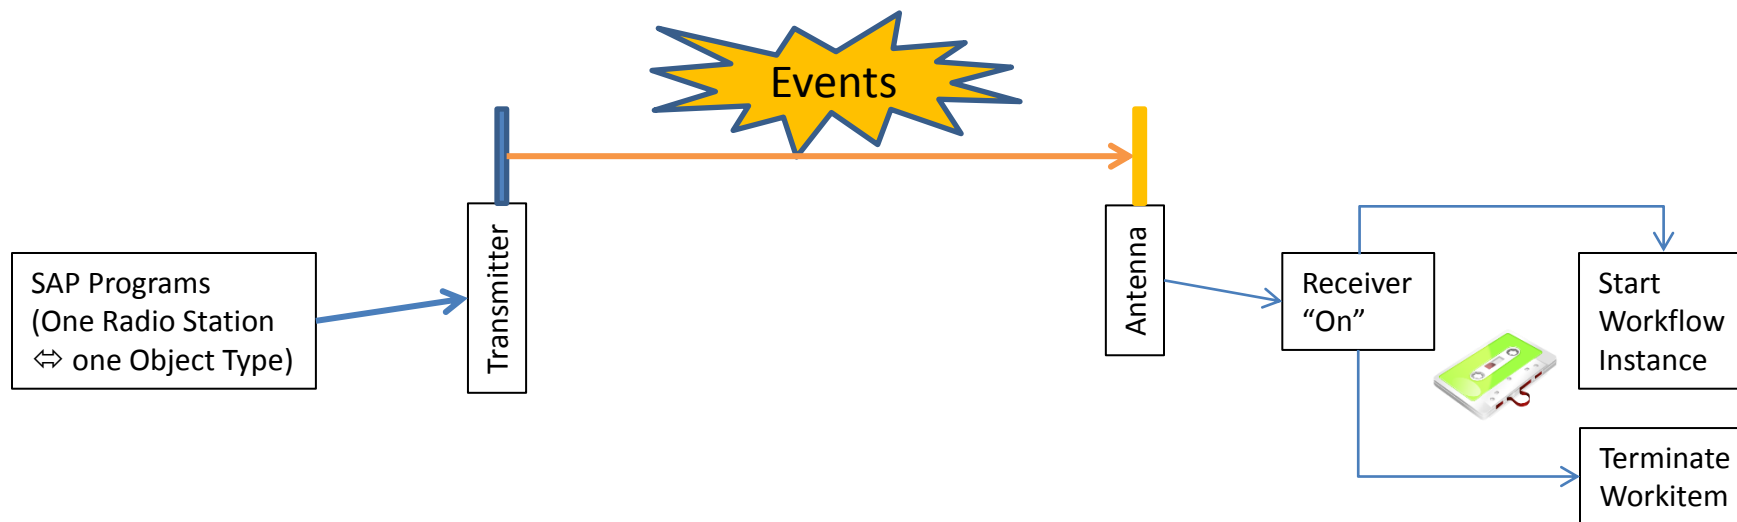 Events
SAP Programs
(One Radio Station
⇔ one Object Type)
Transmitter
Antenna
Receiver
“On”
Start
Workflow
Instance
Terminate
Workitem